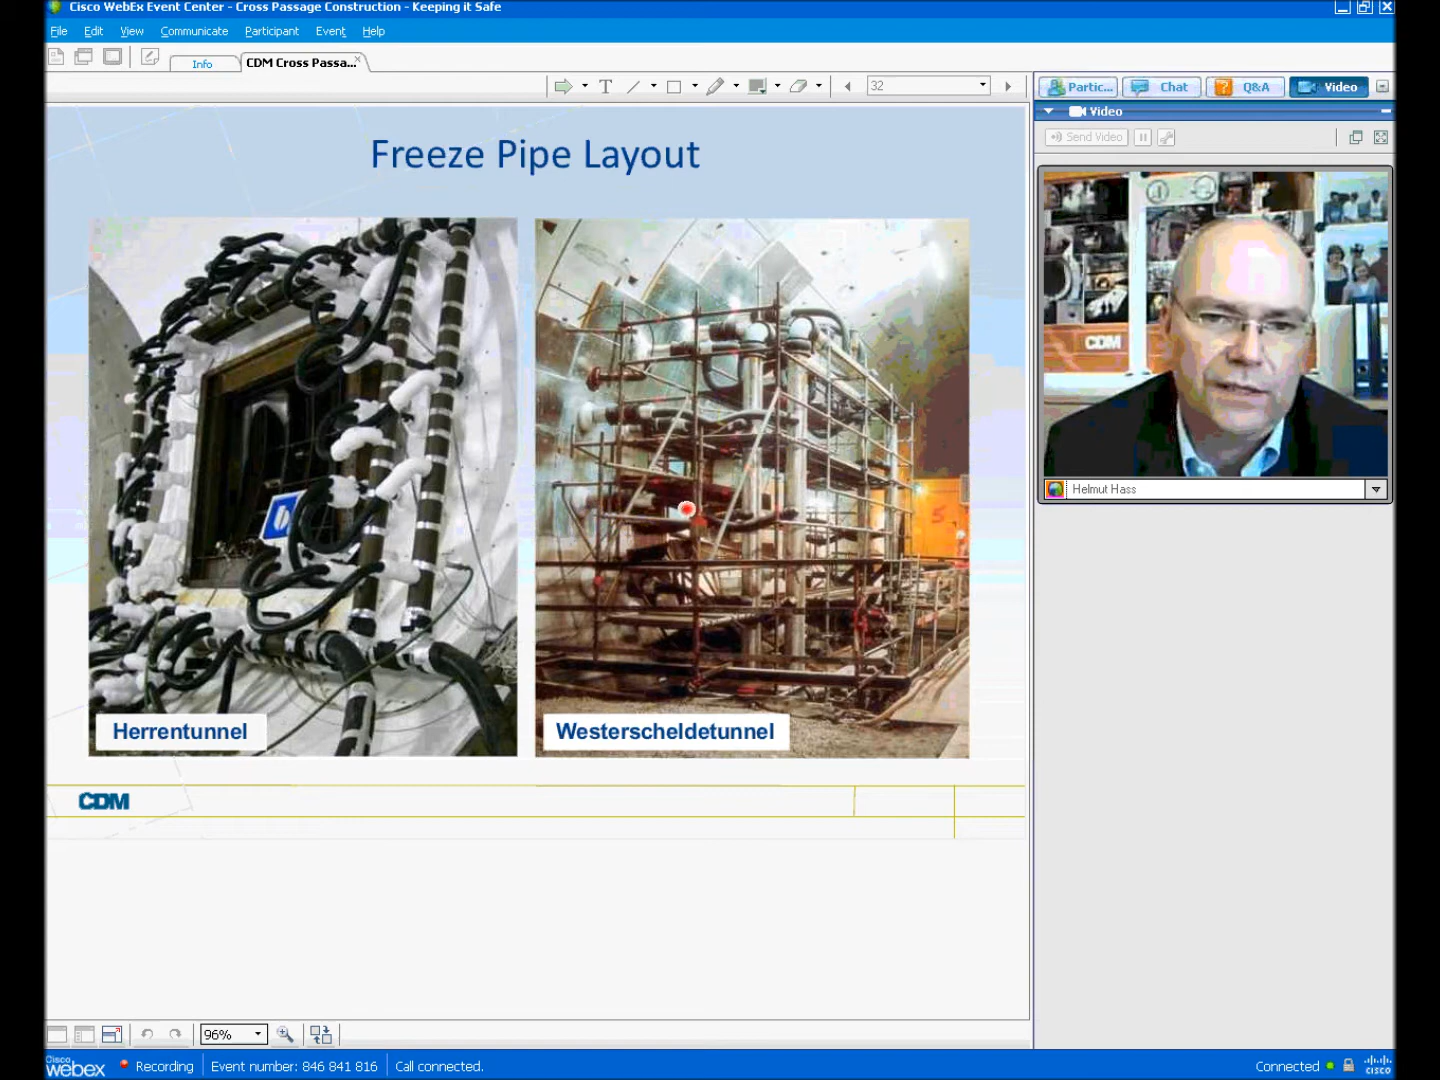 Cisco WebEx Event Center - Cross Passage Construction - Keeping it Safe
File Edit View Communicate Participant Event Help
Info CDM Cross Passa...
T 32
Partic... Chat Q&A Video
Video
Send Video
Freeze Pipe Layout
CDM
Helmut Hass
5
Herrentunnel Westerscheldetunnel
CDM
96%
Cisco webex Recording Event number: 846 841 816 Call connected. Connected CISCO